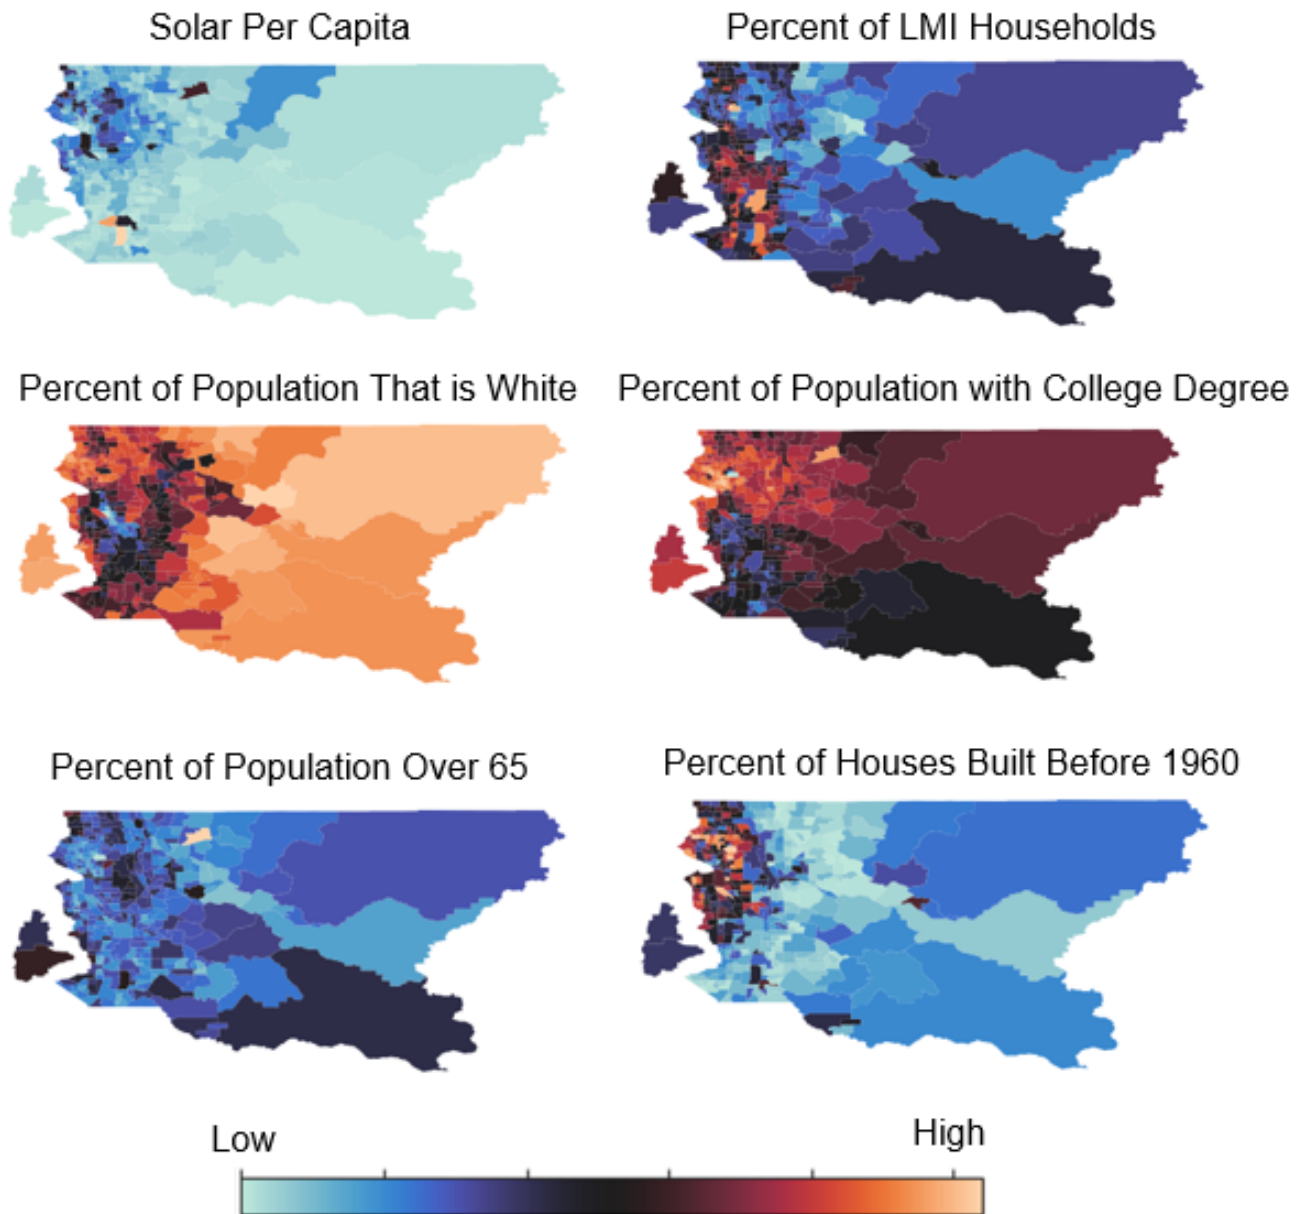 Solar Per Capita
Percent of LMI Households
Percent of Population That is White
Percent of Population with College Degree
Percent of Population Over 65
Percent of Houses Built Before 1960
Low
High